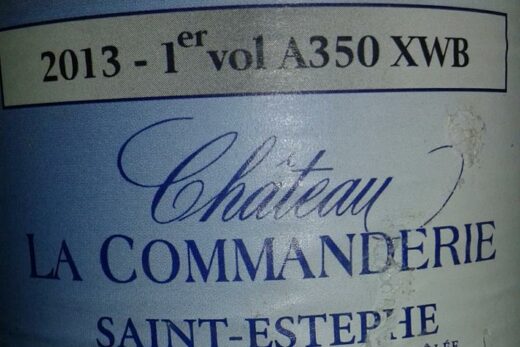 2013 - 1er vol A350 XWB
Château
LA COMMANDERIE
SAINT-ESTEPHE